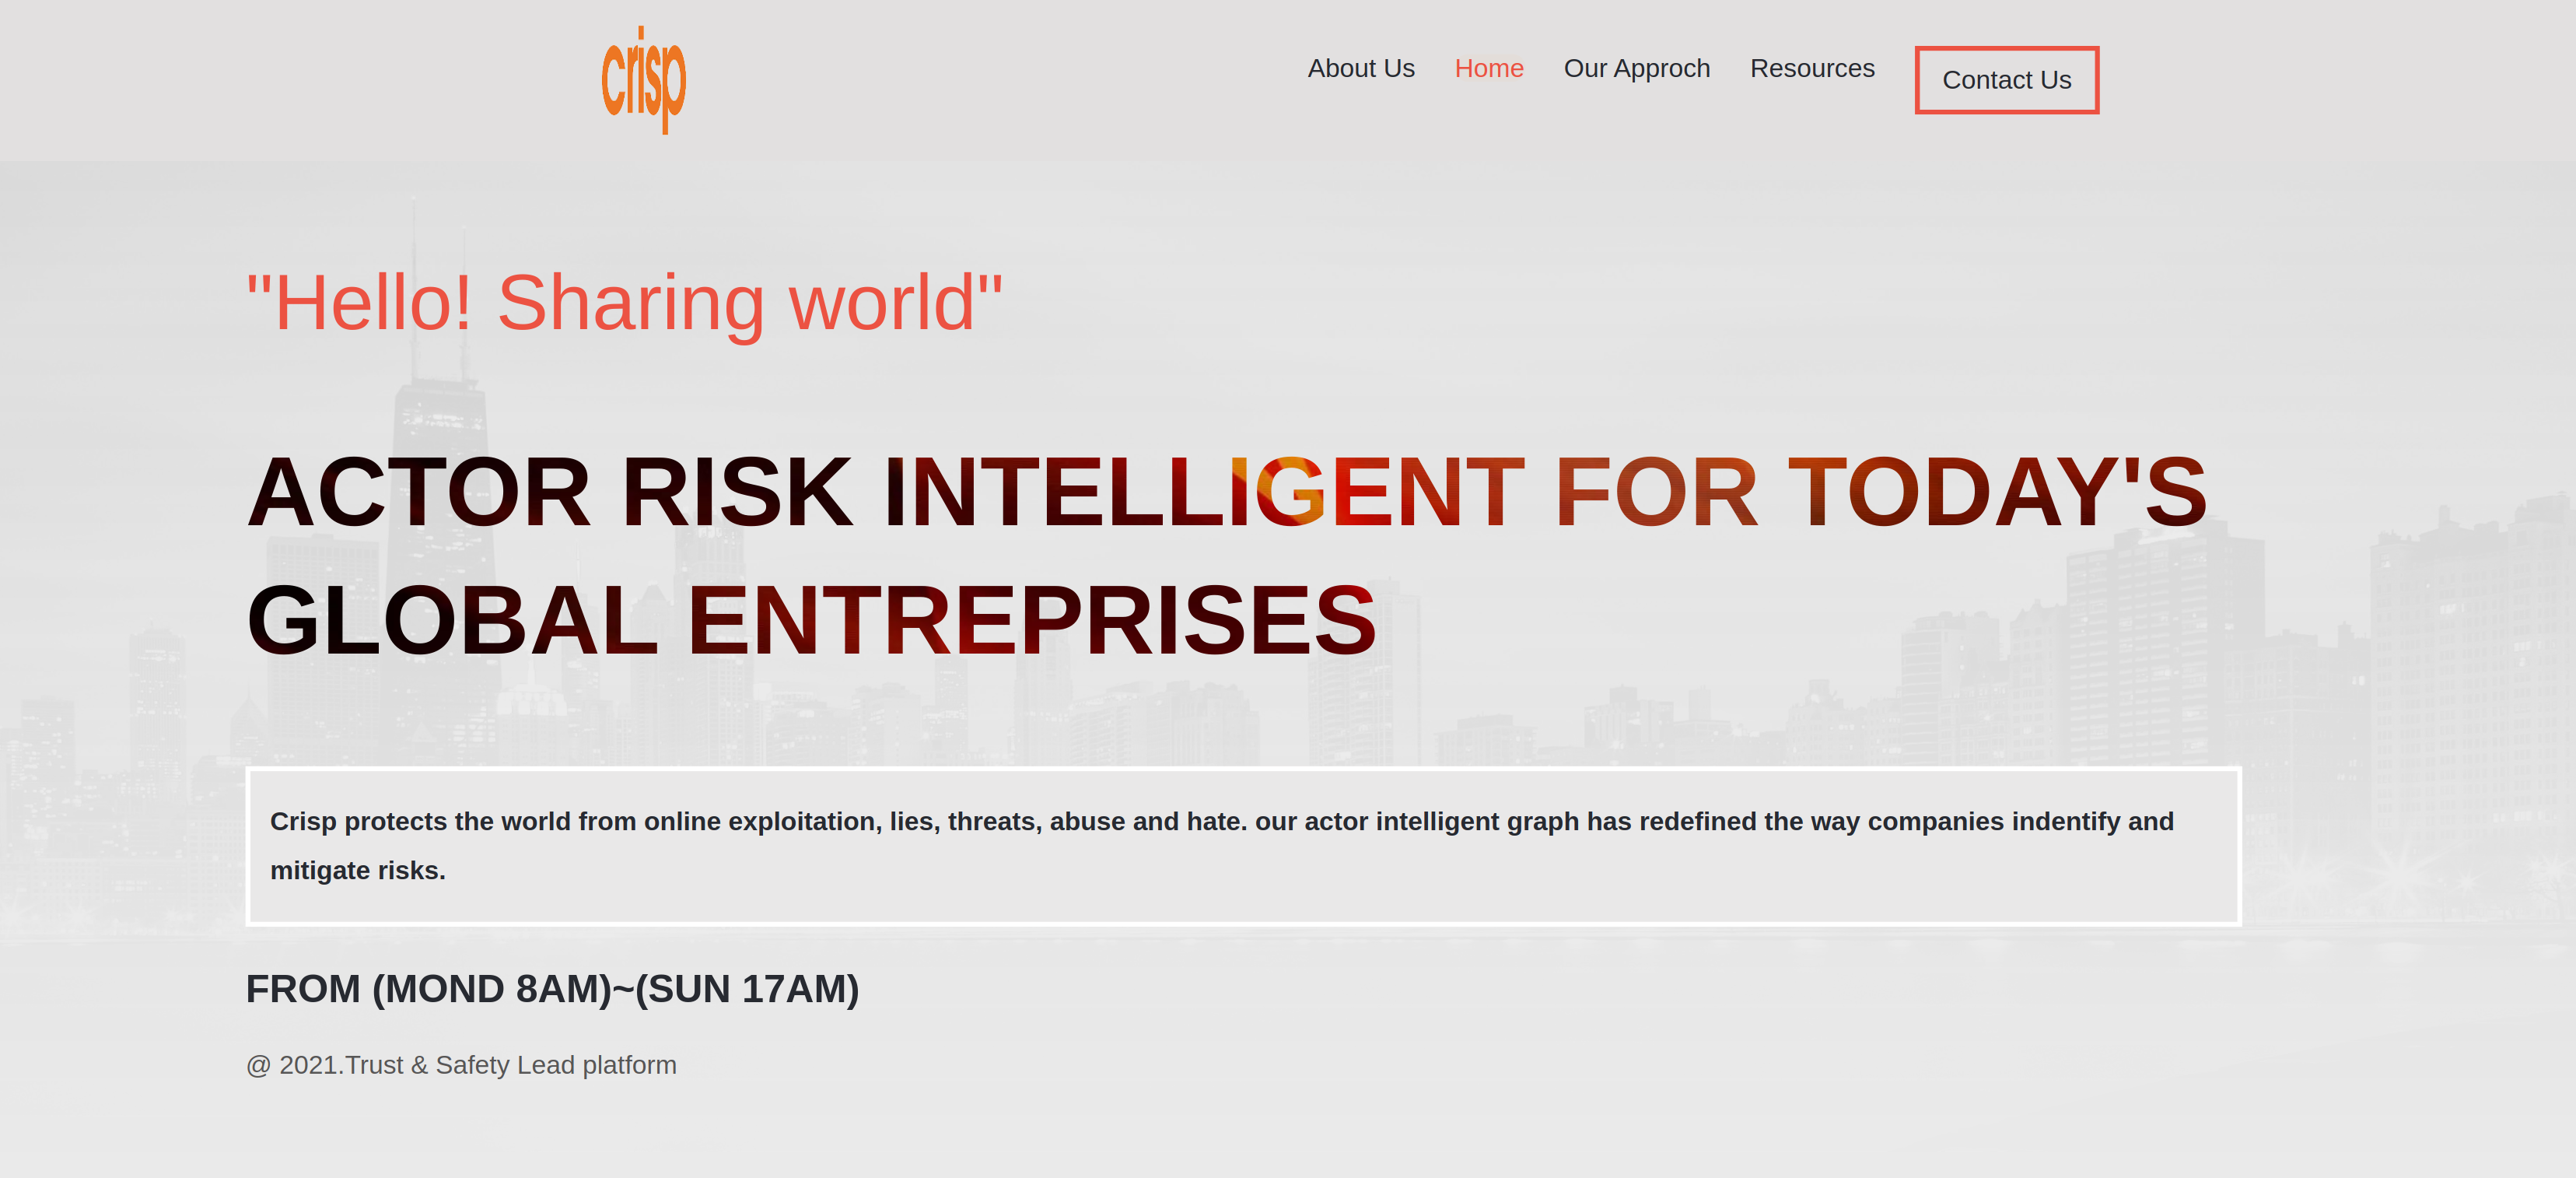 crisp
About Us Home Our Approch Resources Contact Us
"Hello! Sharing world"
ACTOR RISK INTELLIGENT FOR TODAY'S
GLOBAL ENTREPRISES
Crisp protects the world from online exploitation, lies, threats, abuse and hate. our actor intelligent graph has redefined the way companies indentify and
mitigate risks.
FROM (MOND 8AM)~(SUN 17AM)
@ 2021.Trust & Safety Lead platform